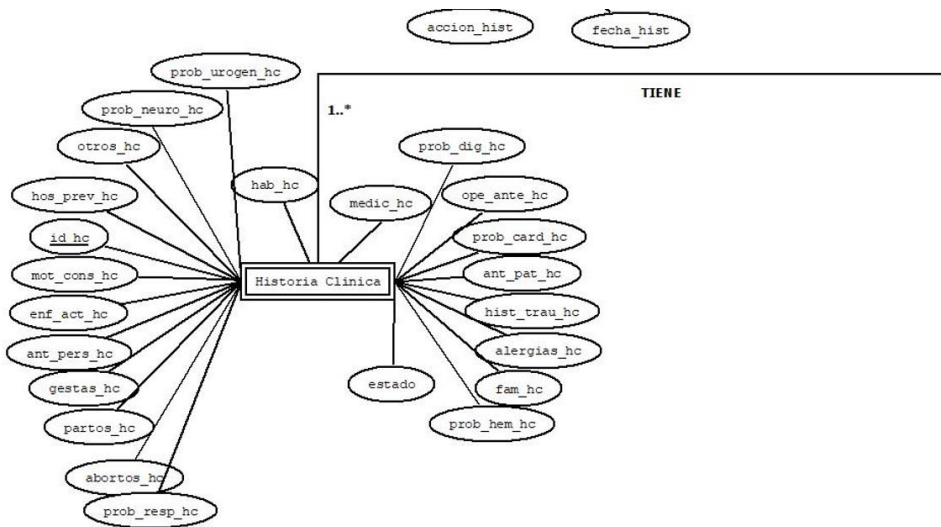 accion_hist
fecha_hist
prob_urogen_hc
TIENE
prob_neuro_hc
1..*
otros_hc
prob_dig_hc
hab_hc
hos_prev_hc
medic_hc
ope_ante_hc
id_hc
prob_card_hc
mot_cons_hc
Historia Clinica
ant_pat_hc
enf_act_hc
hist_trau_hc
ant_pers_hc
alergias_hc
gestas_hc
estado
fam_hc
partos_hc
prob_hem_hc
abortos_hc
prob_resp_hc